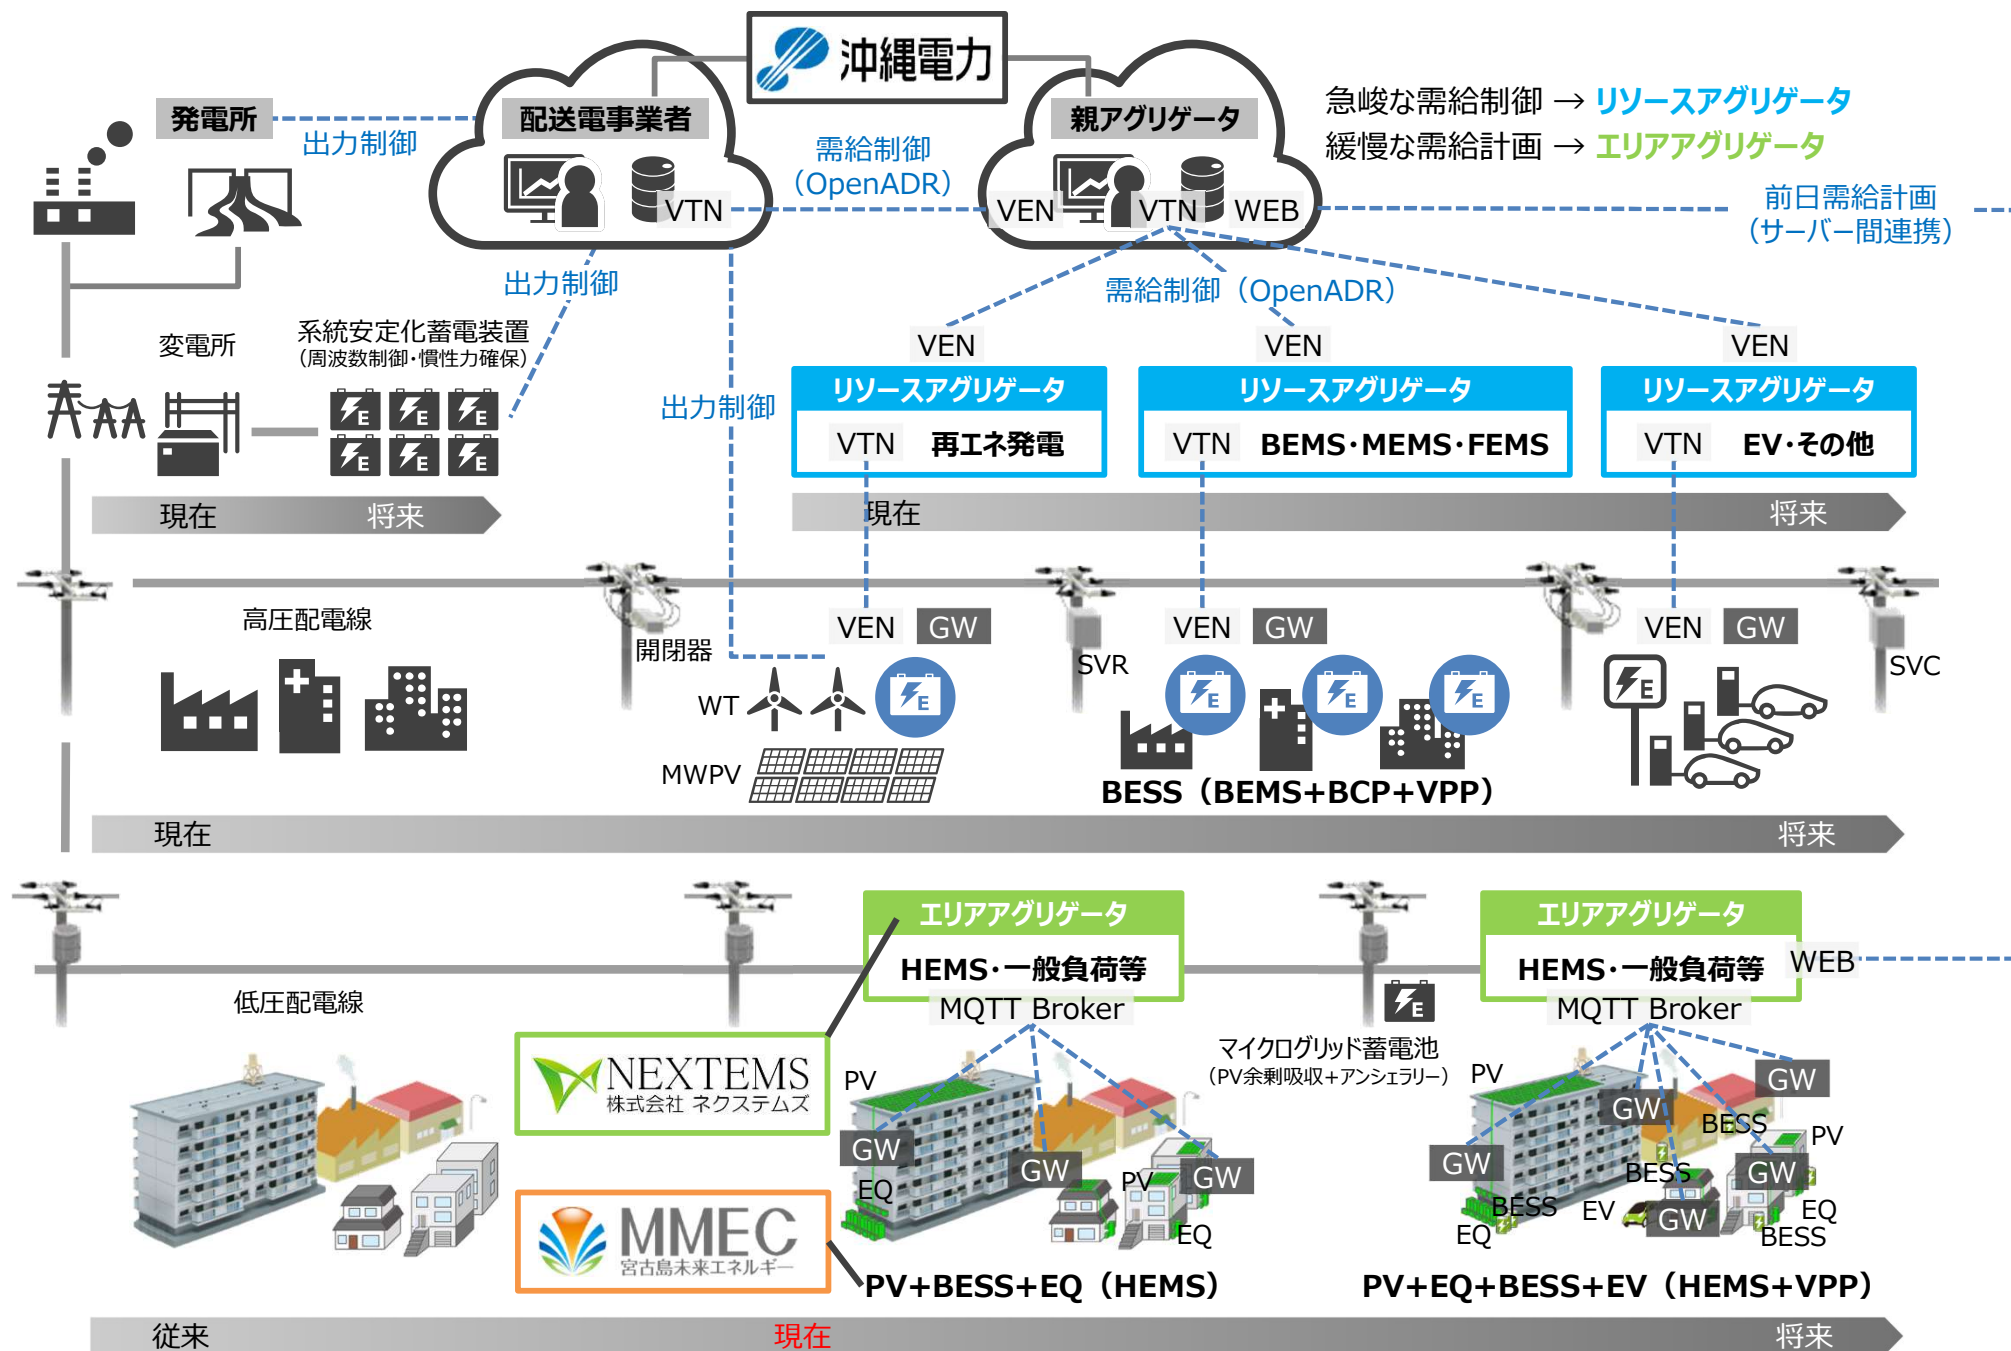 沖縄電力
発電所
出力制御
配送電事業者
VTN
需給制御
（OpenADR）
親アグリゲータ
VEN
VTN
WEB
急峻な需給制御 → リソースアグリゲータ
緩慢な需給計画 → エリアアグリゲータ
前日需給計画
（サーバー間連携）
出力制御
需給制御（OpenADR）
変電所
系統安定化蓄電装置
（周波数制御・慣性力確保）
出力制御
VEN
VEN
VEN
リソースアグリゲータ
VTN 再エネ発電
リソースアグリゲータ
VTN BEMS・MEMS・FEMS
リソースアグリゲータ
VTN EV・その他
現在 将来
現在 将来
高圧配電線
開閉器
VEN GW
SVR
VEN GW
VEN GW
SVC
WT
MWPV
BESS（BEMS+BCP+VPP）
現在 将来
エリアアグリゲータ
HEMS・一般負荷等
MQTT Broker
エリアアグリゲータ
HEMS・一般負荷等
WEB
MQTT Broker
低圧配電線
マイクログリッド蓄電池
（PV余剰吸収+アンシェラリー）
NEXTEMS
株式会社 ネクステムズ
PV
GW
EQ
GW
PV
GW
EQ
PV
GW
GW
BESS
PV
GW
BESS
GW
BESS
EV
GW
EQ
EQ
BESS
MMEC
宮古島未来エネルギー
PV+BESS+EQ（HEMS）
PV+EQ+BESS+EV（HEMS+VPP）
従来 現在 将来